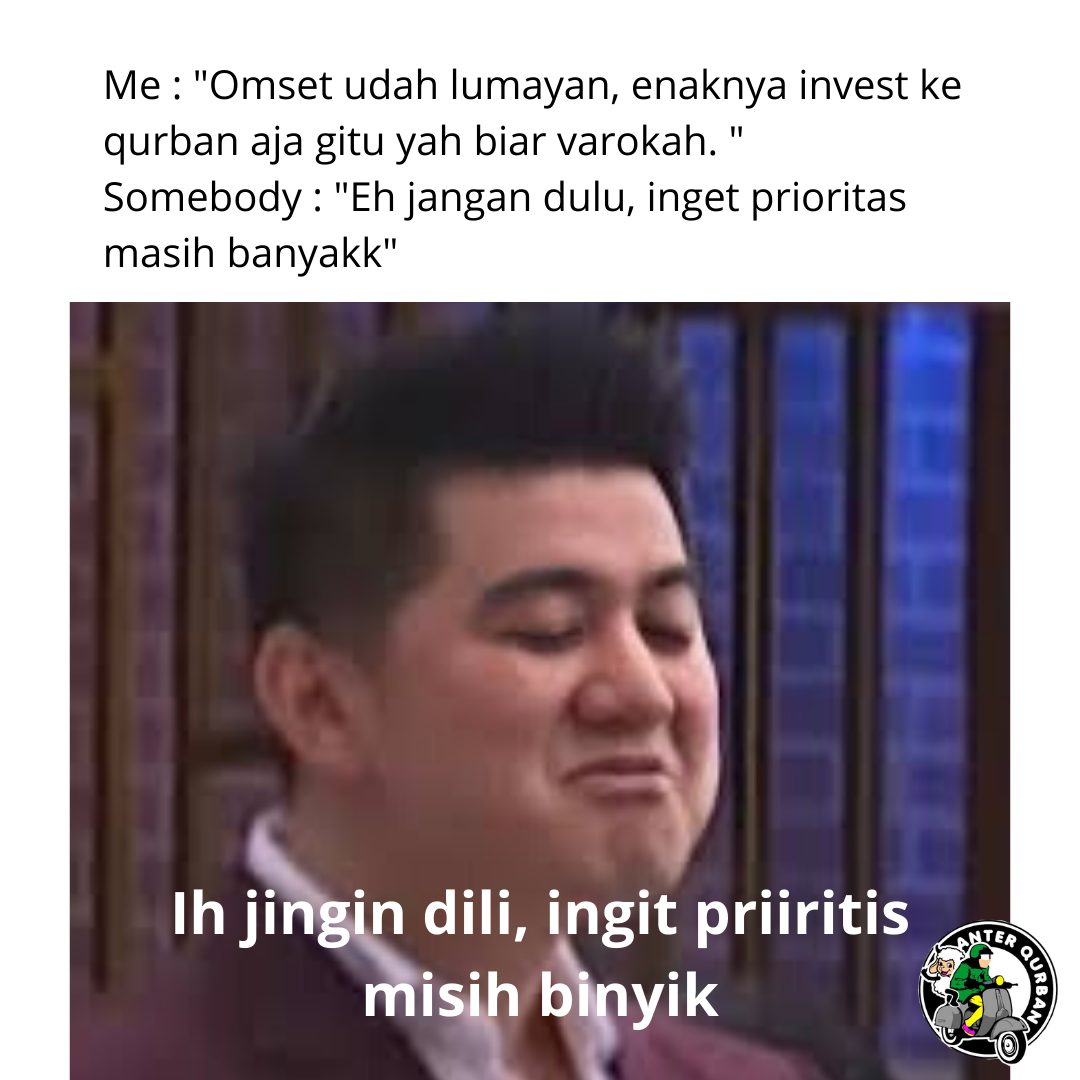 Me : "Omset udah lumayan, enaknya invest ke
qurban aja gitu yah biar varokah. "
Somebody : "Eh jangan dulu, inget prioritas
masih banyakk"
Ih jingin dili, ingit priiritis
misih binyik
ANTER QURBAN